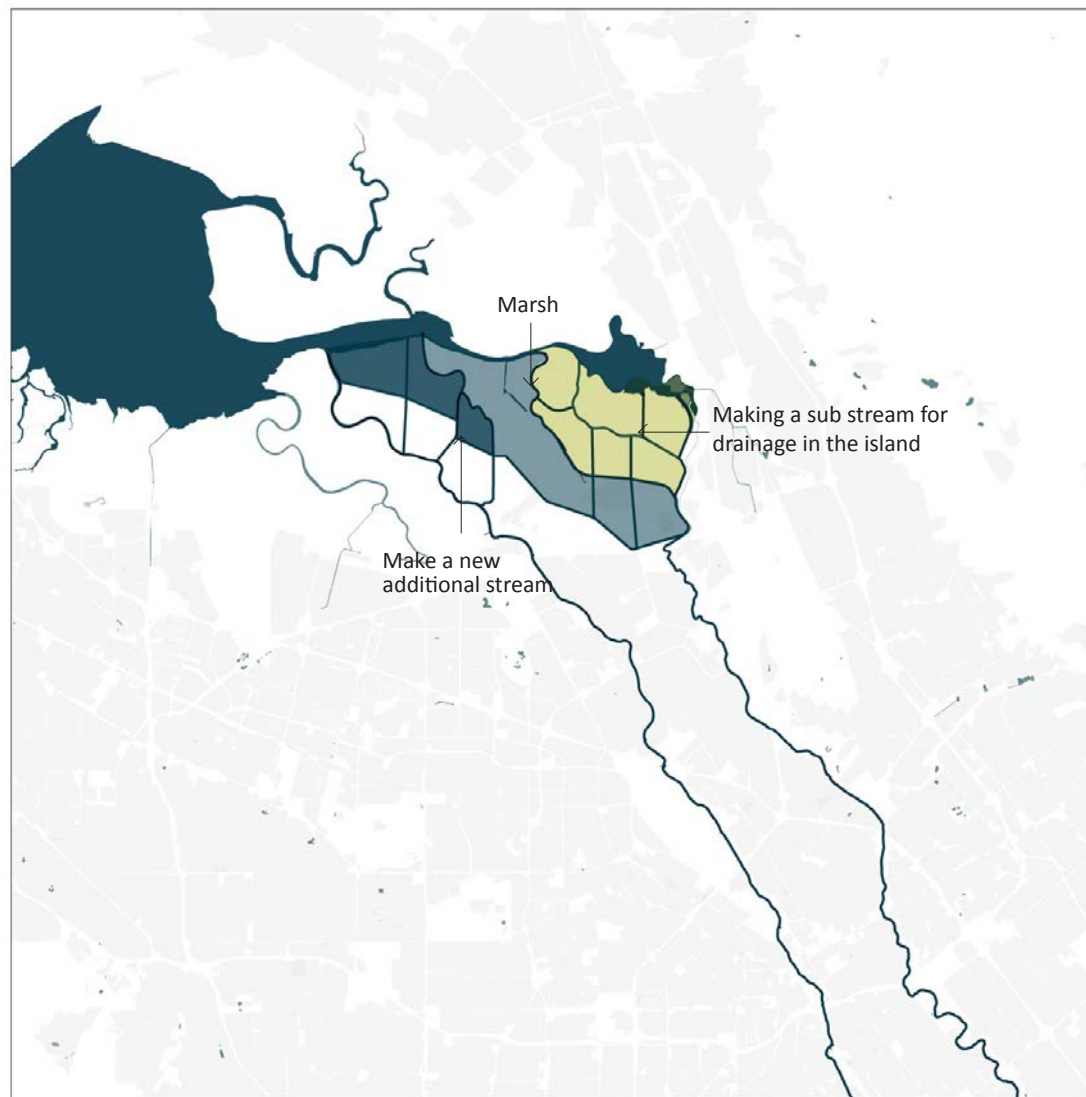 Marsh
Making a sub stream for
drainage in the island
Make a new
additional stream